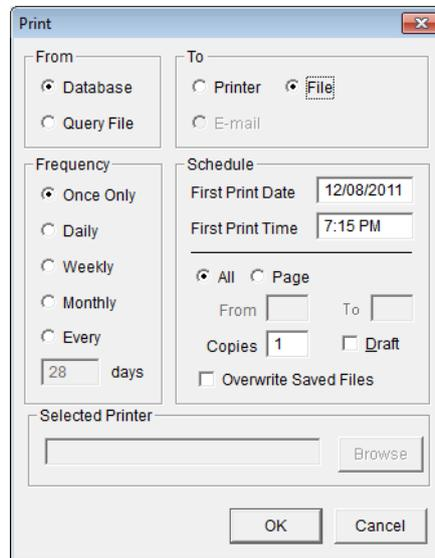 Print
From
Database
Query File
To
Printer File
E-mail
Frequency
Once Only
Daily
Weekly
Monthly
Every
28 days
Schedule
First Print Date 12/08/2011
First Print Time 7:15 PM
All Page
From To
Copies 1 Draft
Overwrite Saved Files
Selected Printer
Browse
OK Cancel